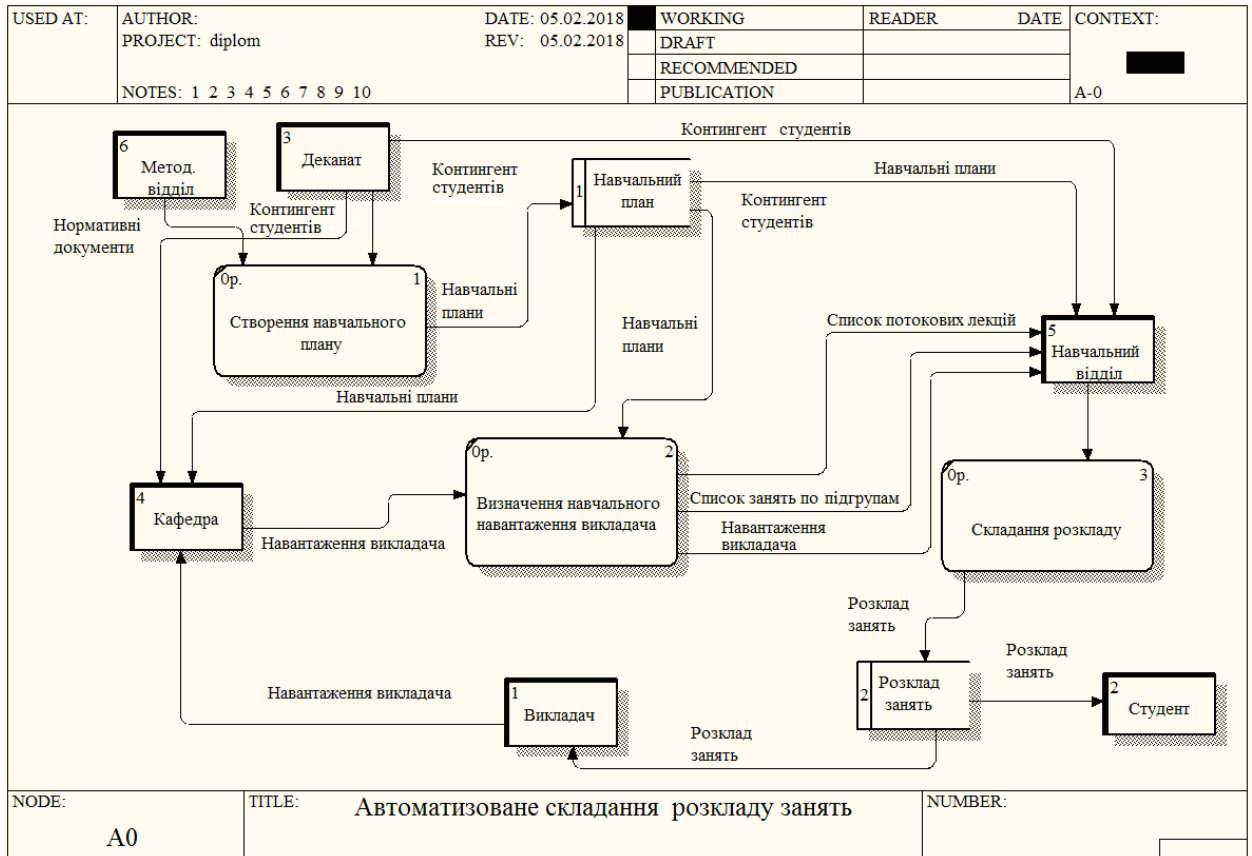 USED AT:
AUTHOR:
DATE: 05.02.2018
WORKING
READER
DATE
CONTEXT:
PROJECT: diplom
REV: 05.02.2018
DRAFT
RECOMMENDED
NOTES: 1 2 3 4 5 6 7 8 9 10
PUBLICATION
A-0
6
Метод.
відділ
3
Деканат
Контингент студентів
Контингент
студентів
1
Навчальний
план
Навчальні плани
Контингент
студентів
Нормативні
документи
Контингент
студентів
0р.
1
Створення навчального
плану
Навчальні
плани
Навчальні
плани
Список потокових лекцій
5
Навчальний
відділ
Навчальні плани
0р.
2
Визначення навчального
навантаження викладача
Список занять по підгрупам
Навантаження
викладача
0р.
3
Складання розкладу
4
Кафедра
Навантаження викладача
Розклад
занять
Розклад
занять
2
Розклад
занять
2
Студент
Навантаження викладача
1
Викладач
Розклад
занять
NODE:
A0
TITLE:
Автоматизоване складання розкладу занять
NUMBER: